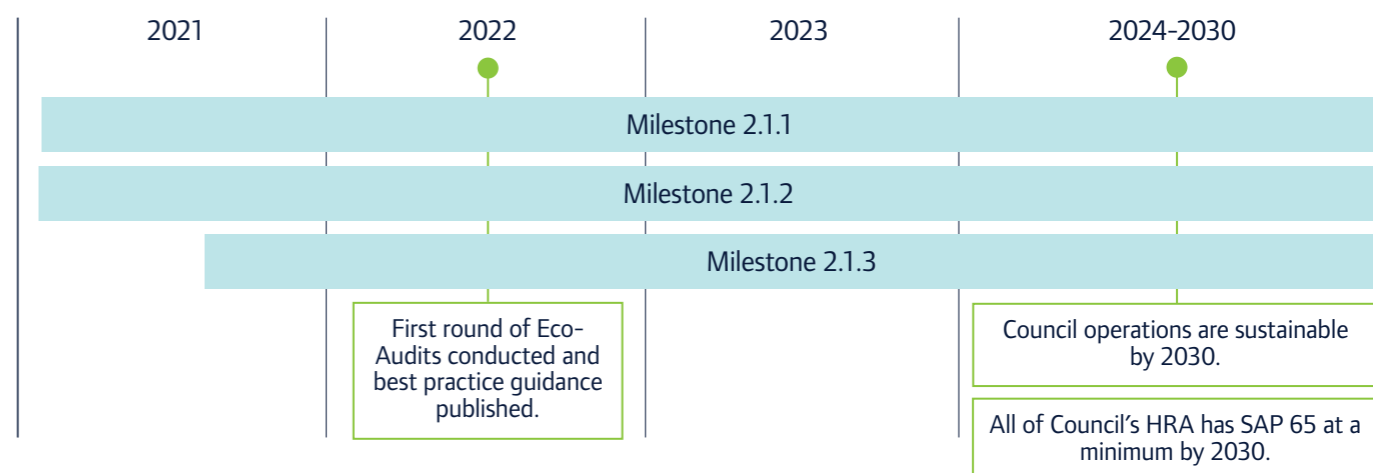 2021
2022
2023
2024-2030
Milestone 2.1.1
Milestone 2.1.2
Milestone 2.1.3
First round of Eco-
Audits conducted and
best practice guidance
published.
Council operations are sustainable
by 2030.
All of Council's HRA has SAP 65 at a
minimum by 2030.